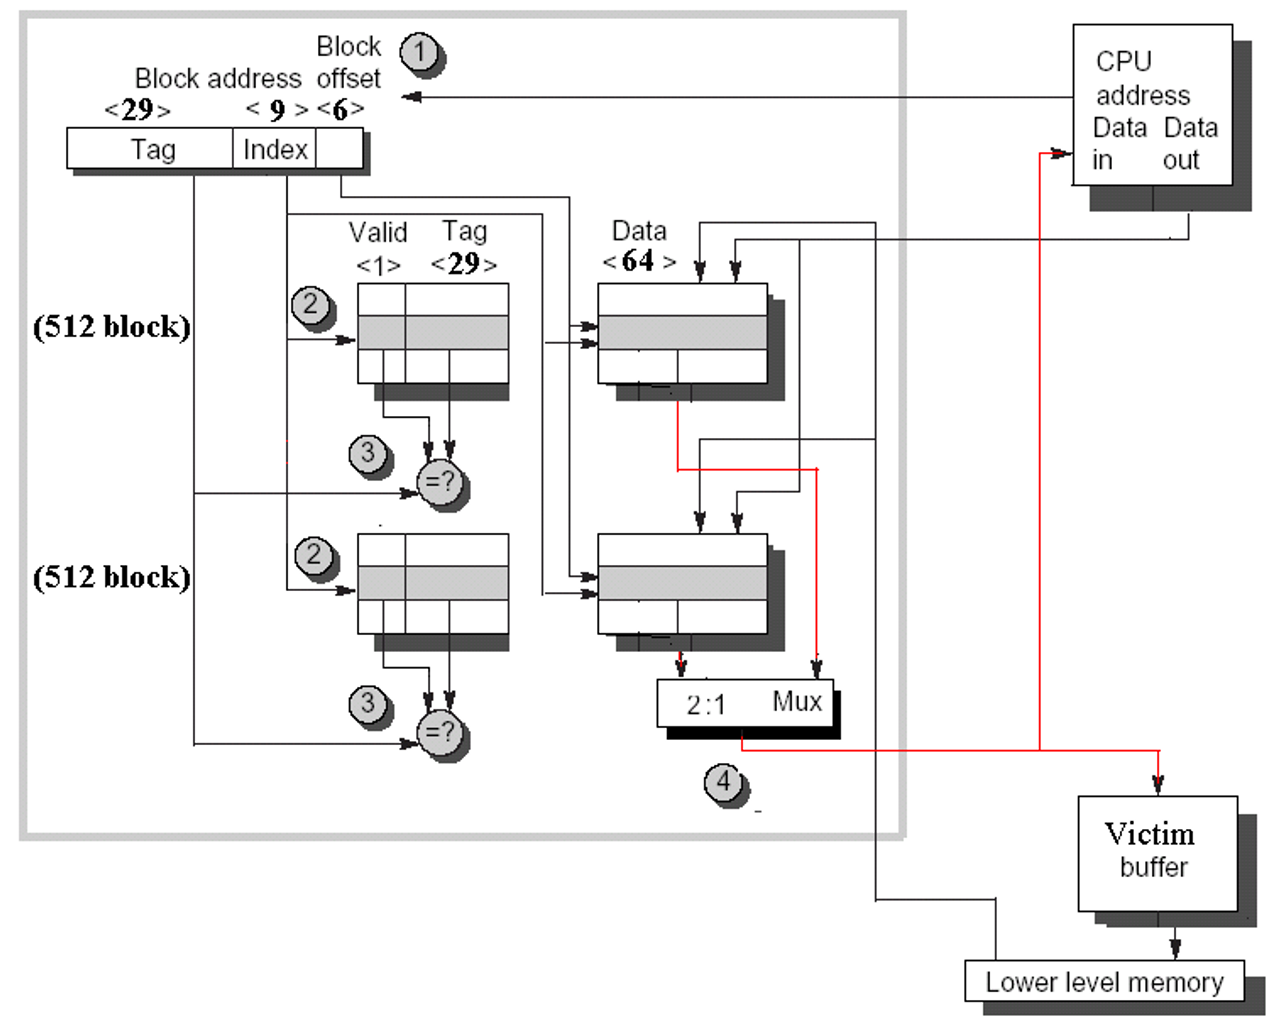 Block
offset
1
Block address
<29>
< 9 >
<6>
Tag
Index
CPU
address
Data
in
Data
out
Valid
<1>
Tag
<29>
Data
< 64 >
2
(512 block)
3
=?
2
(512 block)
3
=?
2:1
Mux
4
Victim
buffer
Lower level memory